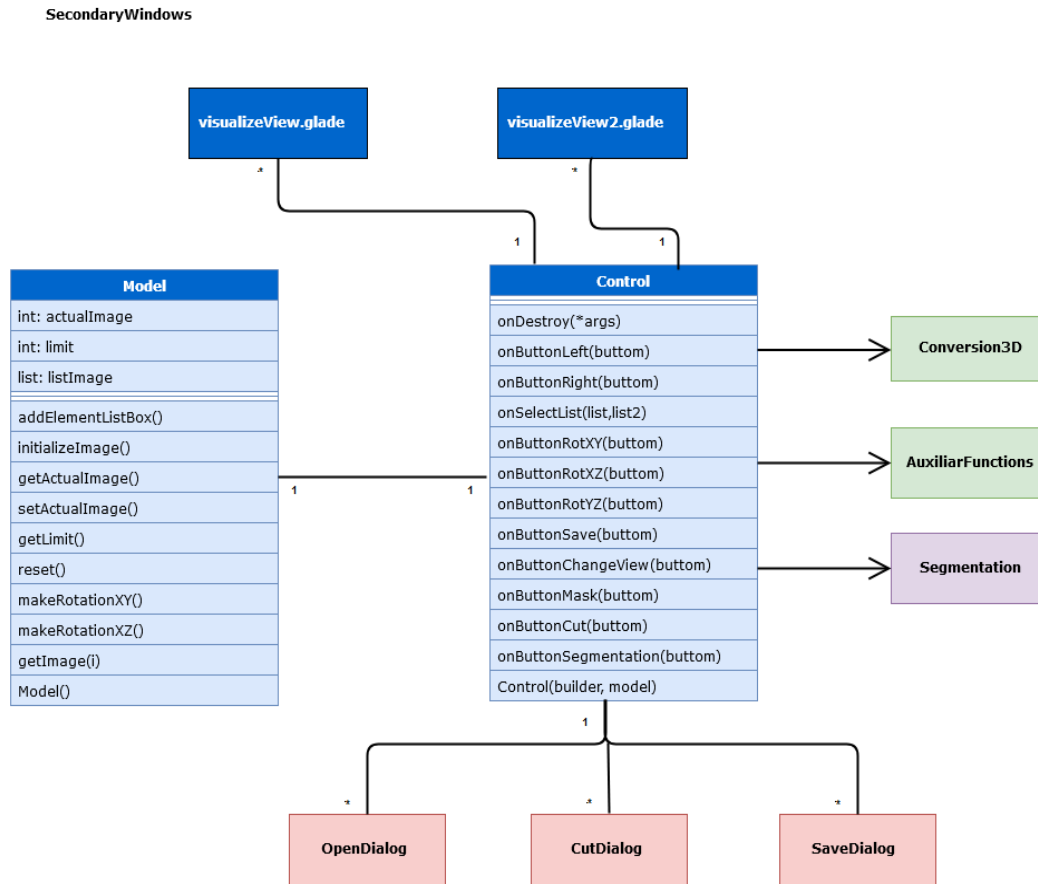 SecondaryWindows
visualizeView.glade
visualizeView2.glade
*
*
1
1
Model
int: actualImage
int: limit
list: listImage
addElementListBox()
initializeImage()
getActualImage()
setActualImage()
getLimit()
reset()
makeRotationXY()
makeRotationXZ()
getImage(i)
Model()
1
1
Control
onDestroy(*args)
onButtonLeft(buttom)
onButtonRight(buttom)
onSelectList(list,list2)
onButtonRotXY(buttom)
onButtonRotXZ(buttom)
onButtonRotYZ(buttom)
onButtonSave(buttom)
onButtonChangeView(buttom)
onButtonMask(buttom)
onButtonCut(buttom)
onButtonSegmentation(buttom)
Control(builder, model)
Conversion3D
AuxiliarFunctions
Segmentation
1
*
*
*
OpenDialog
CutDialog
SaveDialog